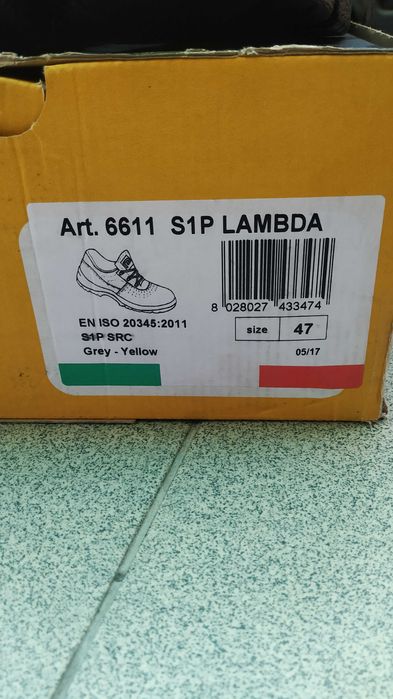 Art. 6611 S1P LAMBDA
8 028027 433474
EN ISO 20345:2011
S1P SRC
Grey - Yellow
size 47
05/17